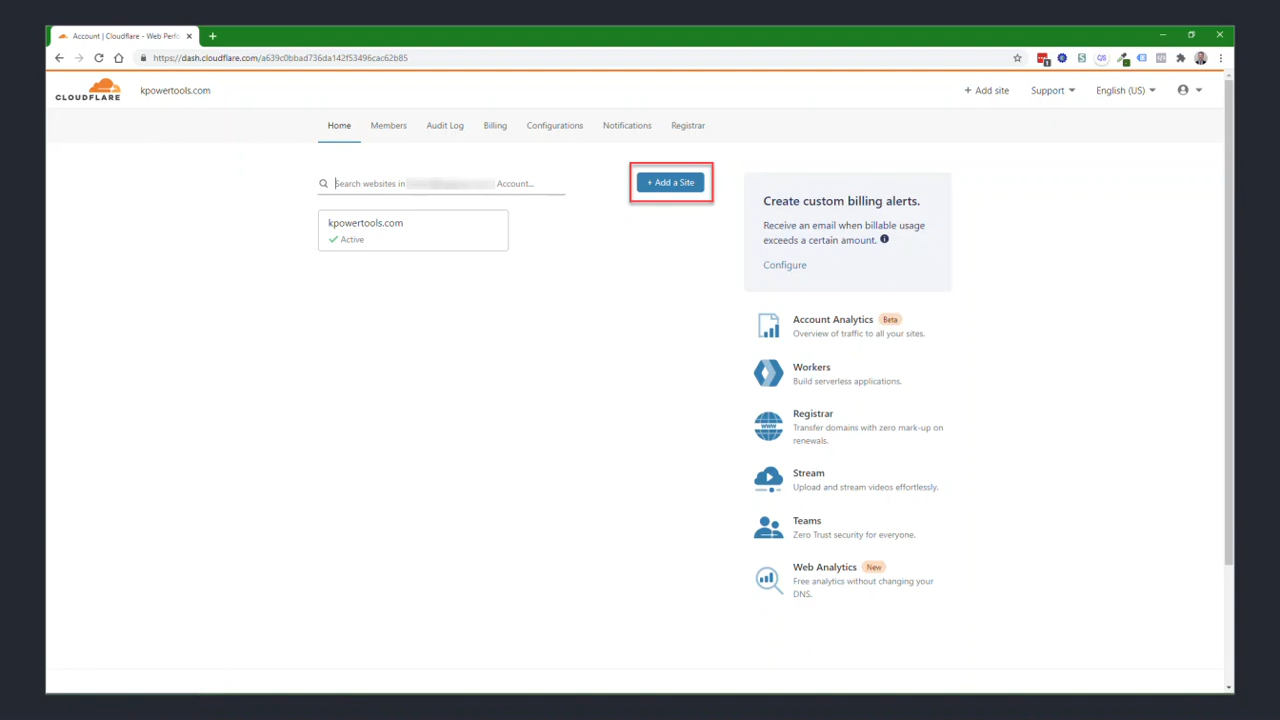 Account | Cloudflare - Web Perfo
https://dash.cloudflare.com/a639c0bbad736da142f53496cac62b85
CLOUDFLARE
kpowertools.com
+ Add site
Support
English (US)
Home
Members
Audit Log
Billing
Configurations
Notifications
Registrar
Search websites in
Account...
+ Add a Site
kpowertools.com
Active
Create custom billing alerts.
Receive an email when billable usage
exceeds a certain amount.
Configure
Account Analytics Beta
Overview of traffic to all your sites.
Workers
Build serverless applications.
WWW
Registrar
Transfer domains with zero mark-up on
renewals.
Stream
Upload and stream videos effortlessly.
Teams
Zero Trust security for everyone.
Web Analytics New
Free analytics without changing your
DNS.